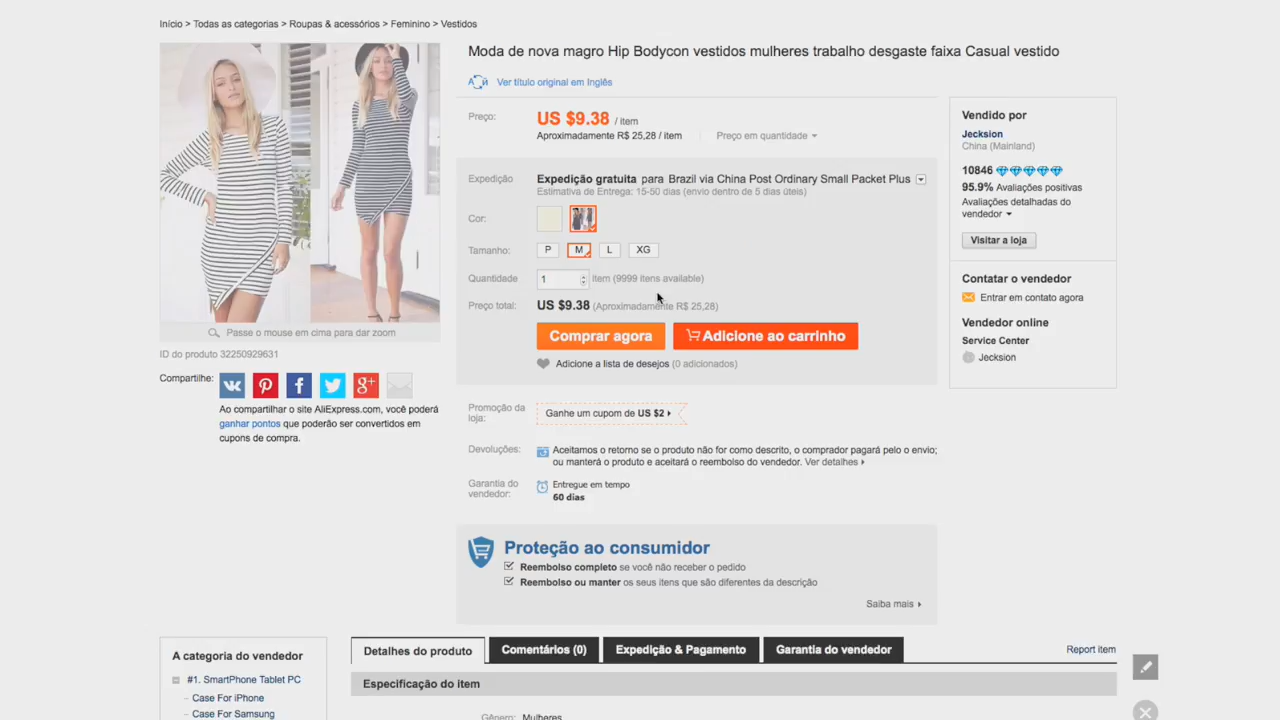 Início > Todas as categorias > Roupas & acessórios > Feminino > Vestidos
Moda de nova magro Hip Bodycon vestidos mulheres trabalho desgaste faixa Casual vestido
Ver título original em Inglês
Preço:
US $9.38 / item
Aproximadamente R$ 25,28 / item
Preço em quantidade
Expedição
Expedição gratuita para Brazil via China Post Ordinary Small Packet Plus
Estimativa de Entrega: 15-50 dias (envio dentro de 5 dias úteis)
Cor:
Tamanho:
P
M
L
XG
Quantidade
1
item (9999 itens available)
Preço total:
US $9.38 (Aproximadamente R$ 25,28)
Comprar agora
Adicione ao carrinho
Adicione a lista de desejos (0 adicionados)
Passe o mouse em cima para dar zoom
ID do produto 32250929631
Compartilhe:
Ao compartilhar o site AliExpress.com, você poderá
ganhar pontos que poderão ser convertidos em
cupons de compra.
Promoção da
loja:
Ganhe um cupom de US $2
Devoluções:
Aceitamos o retorno se o produto não for como descrito, o comprador pagará pelo o envio;
ou manterá o produto e aceitará o reembolso do vendedor. Ver detalhes
Garantia do
vendedor:
Entregue em tempo
60 dias
Proteção ao consumidor
Reembolso completo se você não receber o pedido
Reembolso ou manter os seus itens que são diferentes da descrição
Saiba mais
Vendido por
Jecksion
China (Mainland)
10846
95.9% Avaliações positivas
Avaliações detalhadas do
vendedor
Visitar a loja
Contatar o vendedor
Entrar em contato agora
Vendedor online
Service Center
Jecksion
A categoria do vendedor
#1. SmartPhone Tablet PC
Case For iPhone
Case For Samsung
Detalhes do produto
Comentários (0)
Expedição & Pagamento
Garantia do vendedor
Report item
Especificação do item
Gênero: Mulheres